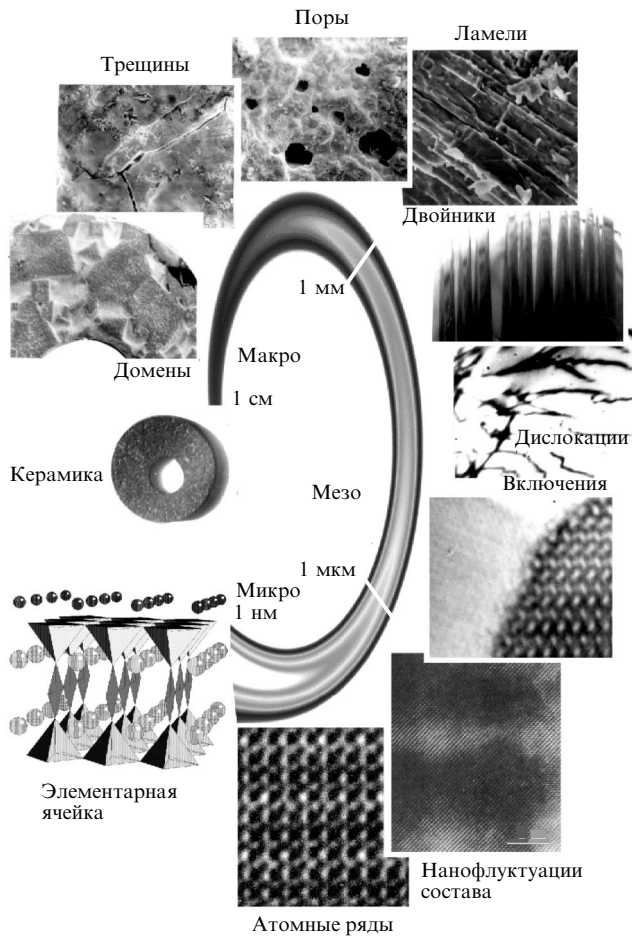 Поры
Ламели
Трещины
Двойники
1 мм
Макро
Домены
1 см
Дислокации
Керамика
Включения
Мезо
1 мкм
Микро
1 нм
Элементарная
ячейка
Нанофлуктуации
состава
Атомные ряды